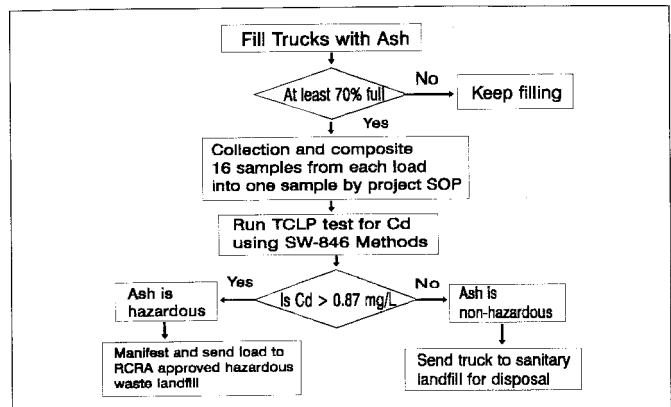 Fill Trucks with Ash
At least 70% full
No
Keep filling
Yes
Collection and composite
16 samples from each load
into one sample by project SOP
Run TCLP test for Cd
using SW-846 Methods
Is Cd > 0.87 mg/L
Yes
No
Ash is
hazardous
Ash is
non-hazardous
Manifest and send load to
RCRA approved hazardous
waste landfill
Send truck to sanitary
landfill for disposal